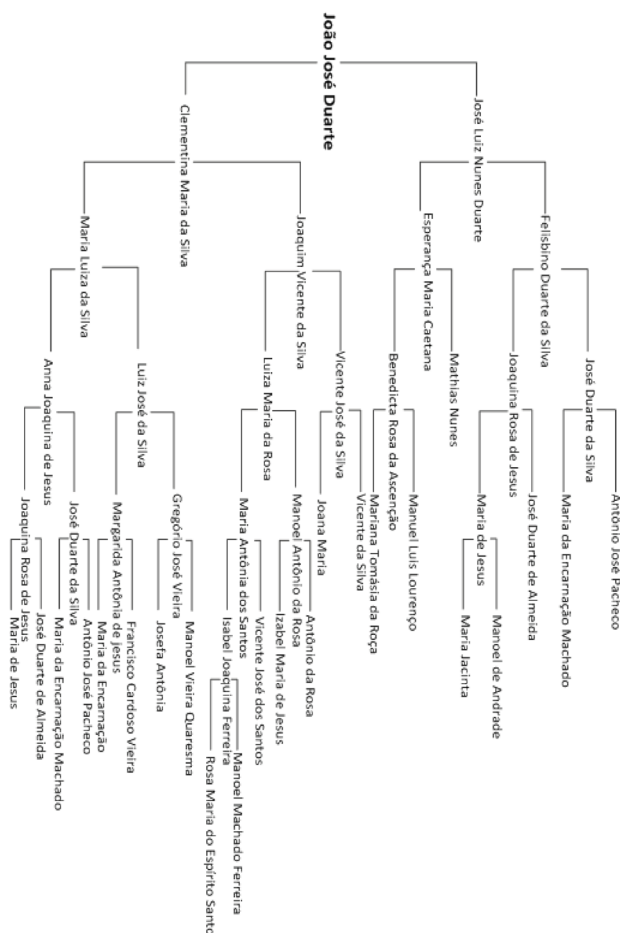 Antônio José Pacheco
José Duarte da Silva
Maria da Encarnação Machado
Felisbino Duarte da Silva
José Duarte de Almeida
Joaquina Rosa de Jesus
Manoel de Andrade
Maria de Jesus
José Luiz Nunes Duarte
Maria Jacinta
Mathias Nunes
Esperança Maria Caetana
Manuel Luis Lourenço
Benedicta Rosa da Ascenção
Mariana Tomásia da Roça
Vicente da Silva
Vicente José da Silva
João José Duarte
Joana Maria
Antônio da Rosa
Joaquim Vicente da Silva
Manoel Antônio da Rosa
Izabel Maria de Jesus
Luiza Maria da Rosa
Vicente José dos Santos
Maria Antônia dos Santos
Manoel Machado Ferreira
Isabel Joaquina Ferreira
Rosa Maria do Espírito Santo
Manoel Vieira Quaresma
Clementina Maria da Silva
Gregório José Vieira
Josefa Antônia
Luiz José da Silva
Francisco Cardoso Vieira
Margarida Antônia de jesus
Maria da Encarnação
Antônio José Pacheco
Maria Luiza da Silva
José Duarte da Silva
Maria da Encarnação Machado
Anna Joaquina de Jesus
José Duarte de Almeida
Joaquina Rosa de Jesus
Maria de Jesus